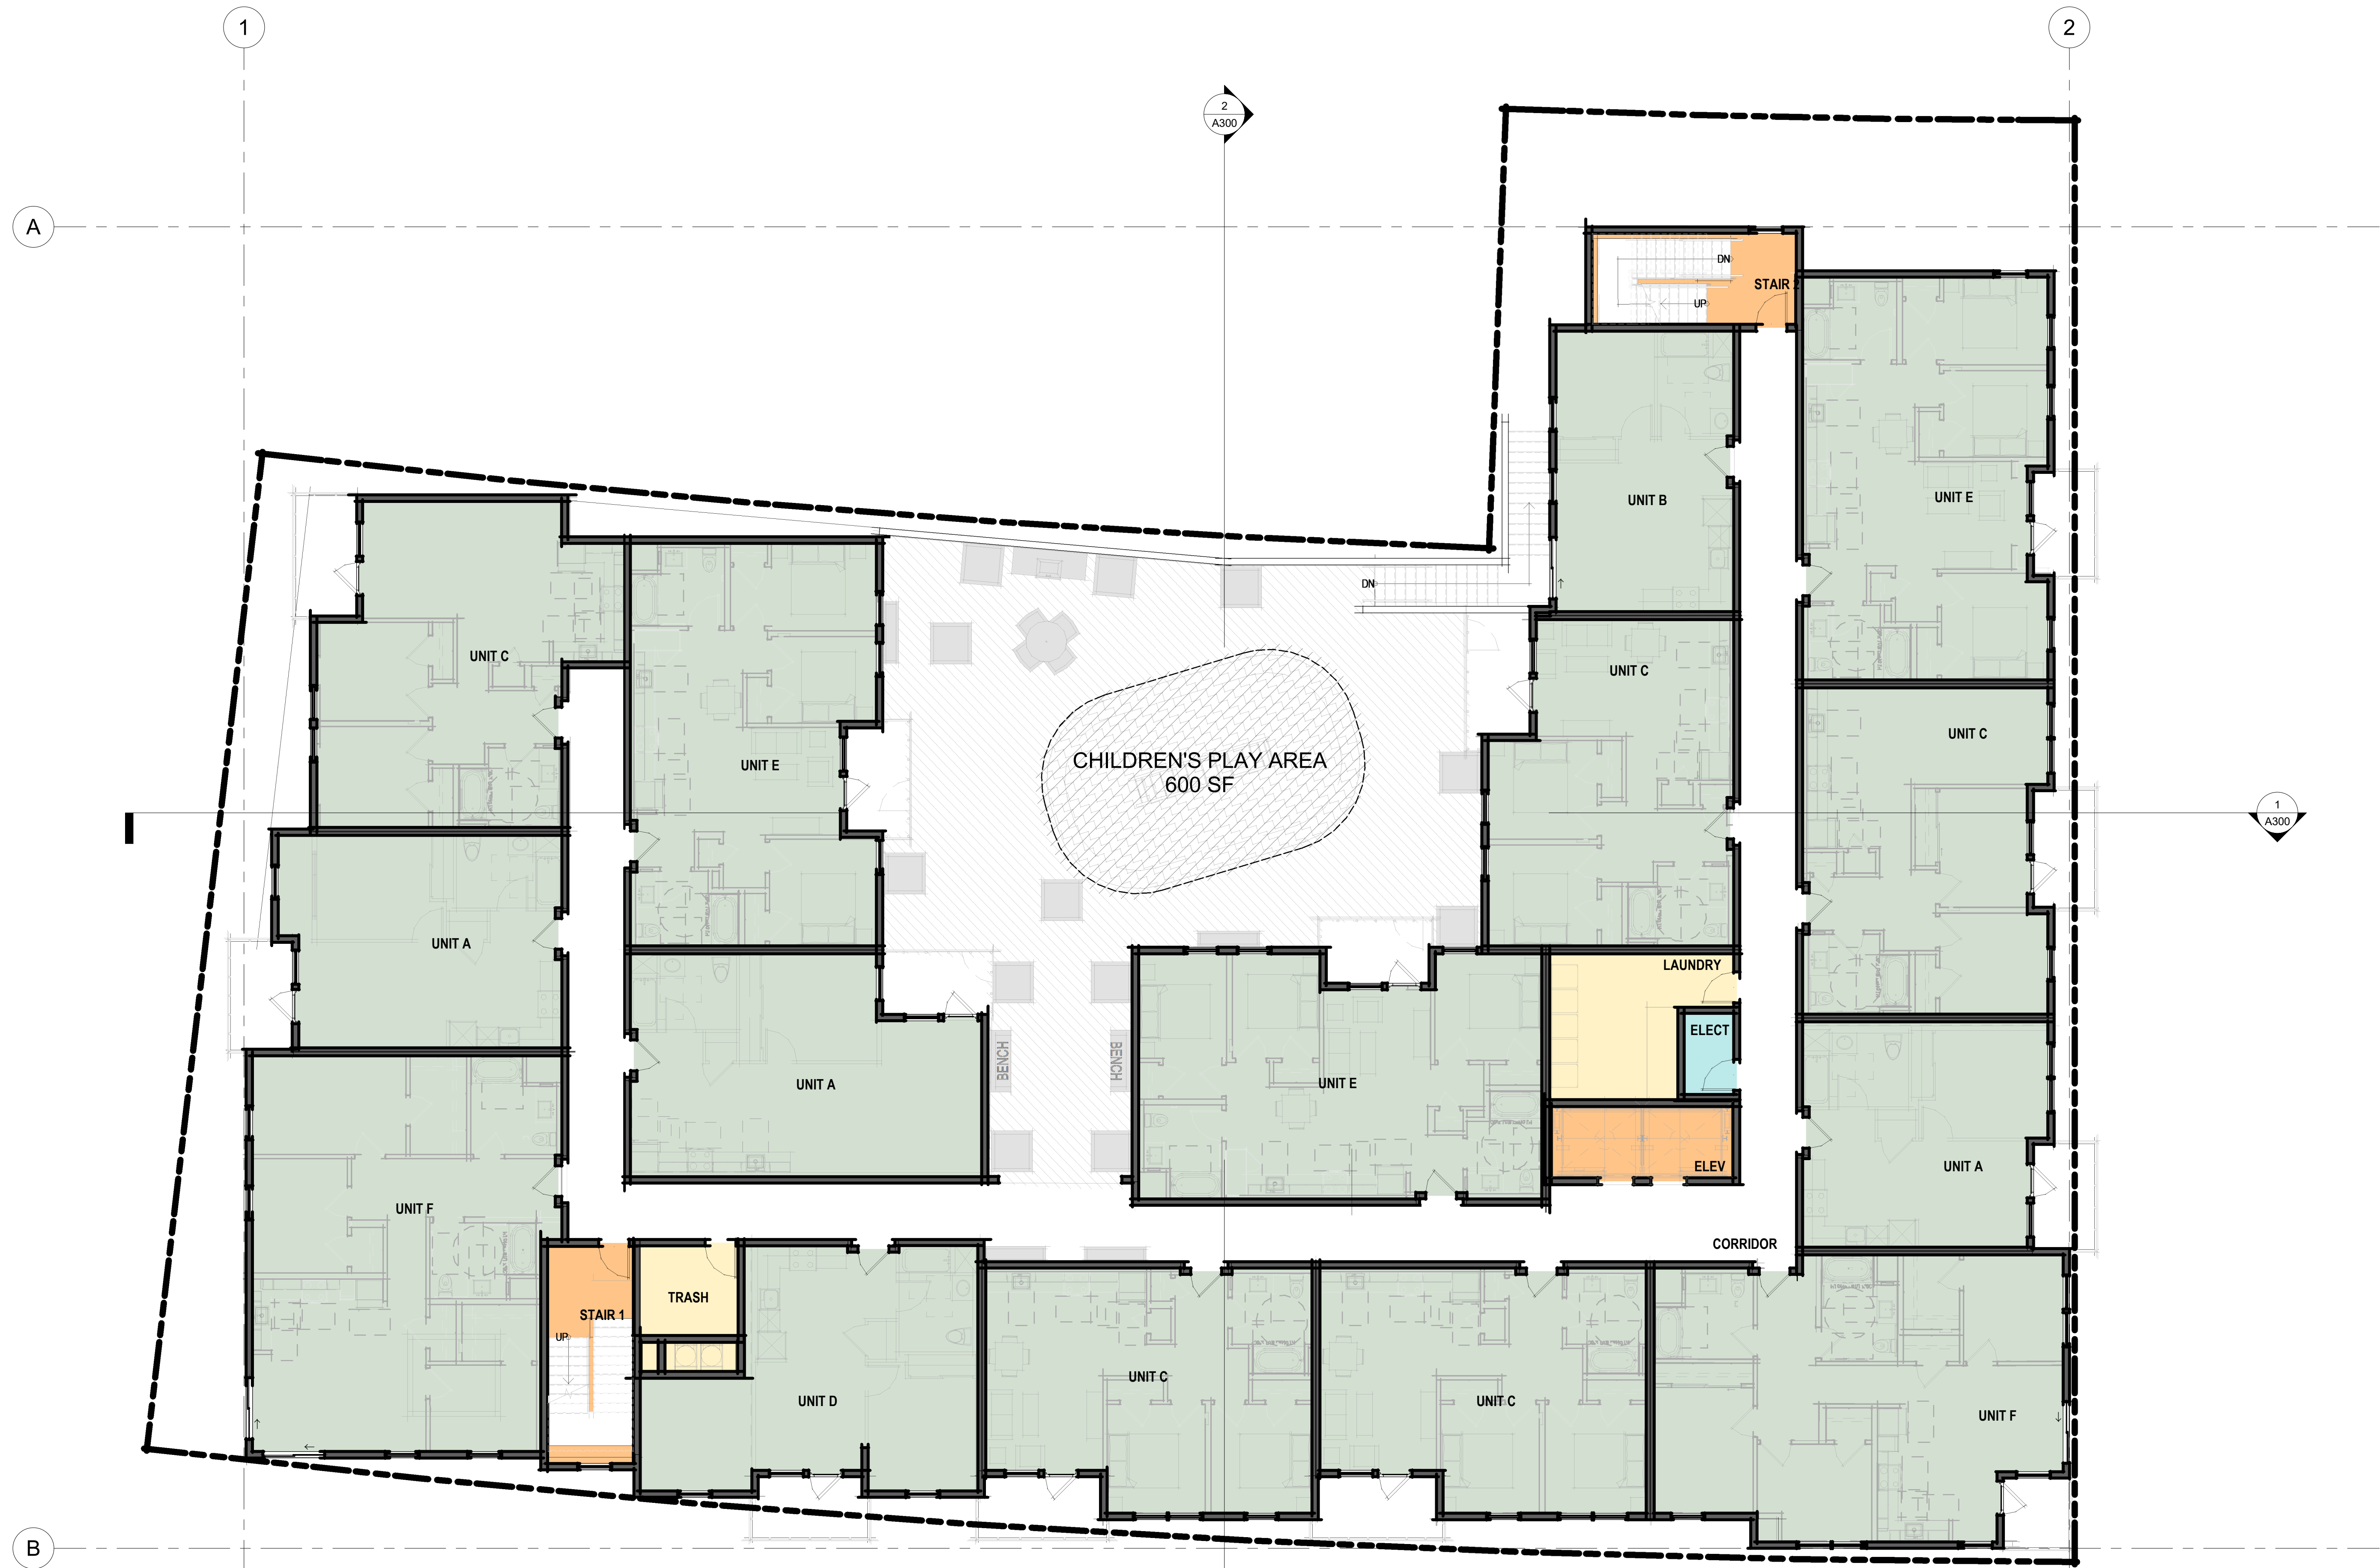 1
2
2
A300
A
DN
STAIR 2
UP
UNIT B
UNIT E
DN
UNIT C
UNIT C
UNIT C
UNIT E
CHILDREN'S PLAY AREA
600 SF
1
A300
UNIT A
LAUNDRY
ELECT
BENCH
BENCH
UNIT A
UNIT E
ELEV
UNIT A
UNIT F
CORRIDOR
TRASH
STAIR 1
UP
UNIT D
UNIT C
UNIT C
UNIT F
B